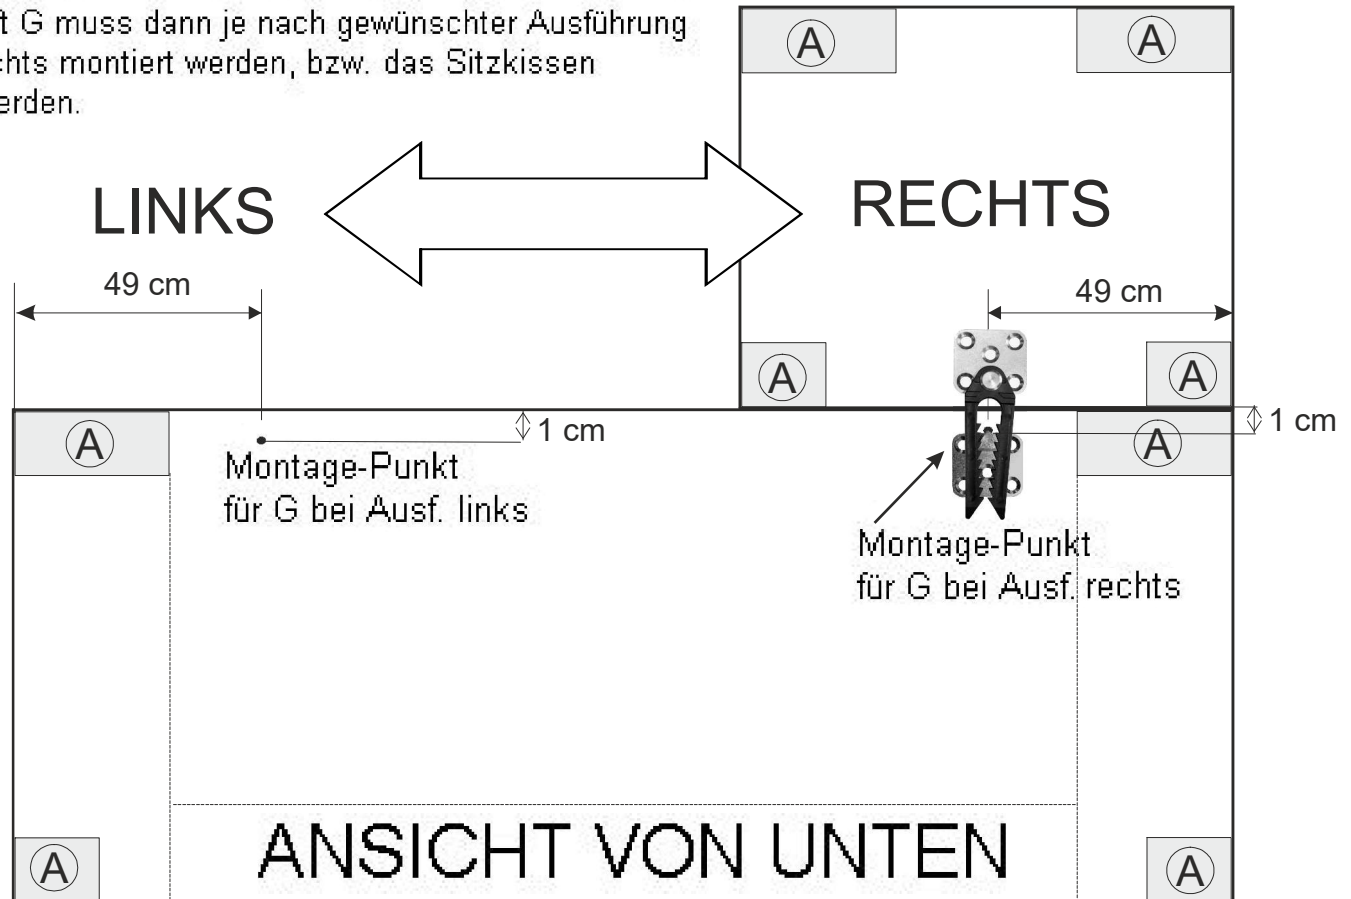 t G muss dann je nach gewünschter Ausführung
chts montiert werden, bzw. das Sitzkissen
erden.
A
A
LINKS
RECHTS
49 cm
49 cm
A
A
A
1 cm
A
1 cm
Montage-Punkt
für G bei Ausf. links
Montage-Punkt
für G bei Ausf. rechts
ANSICHT VON UNTEN
A
A